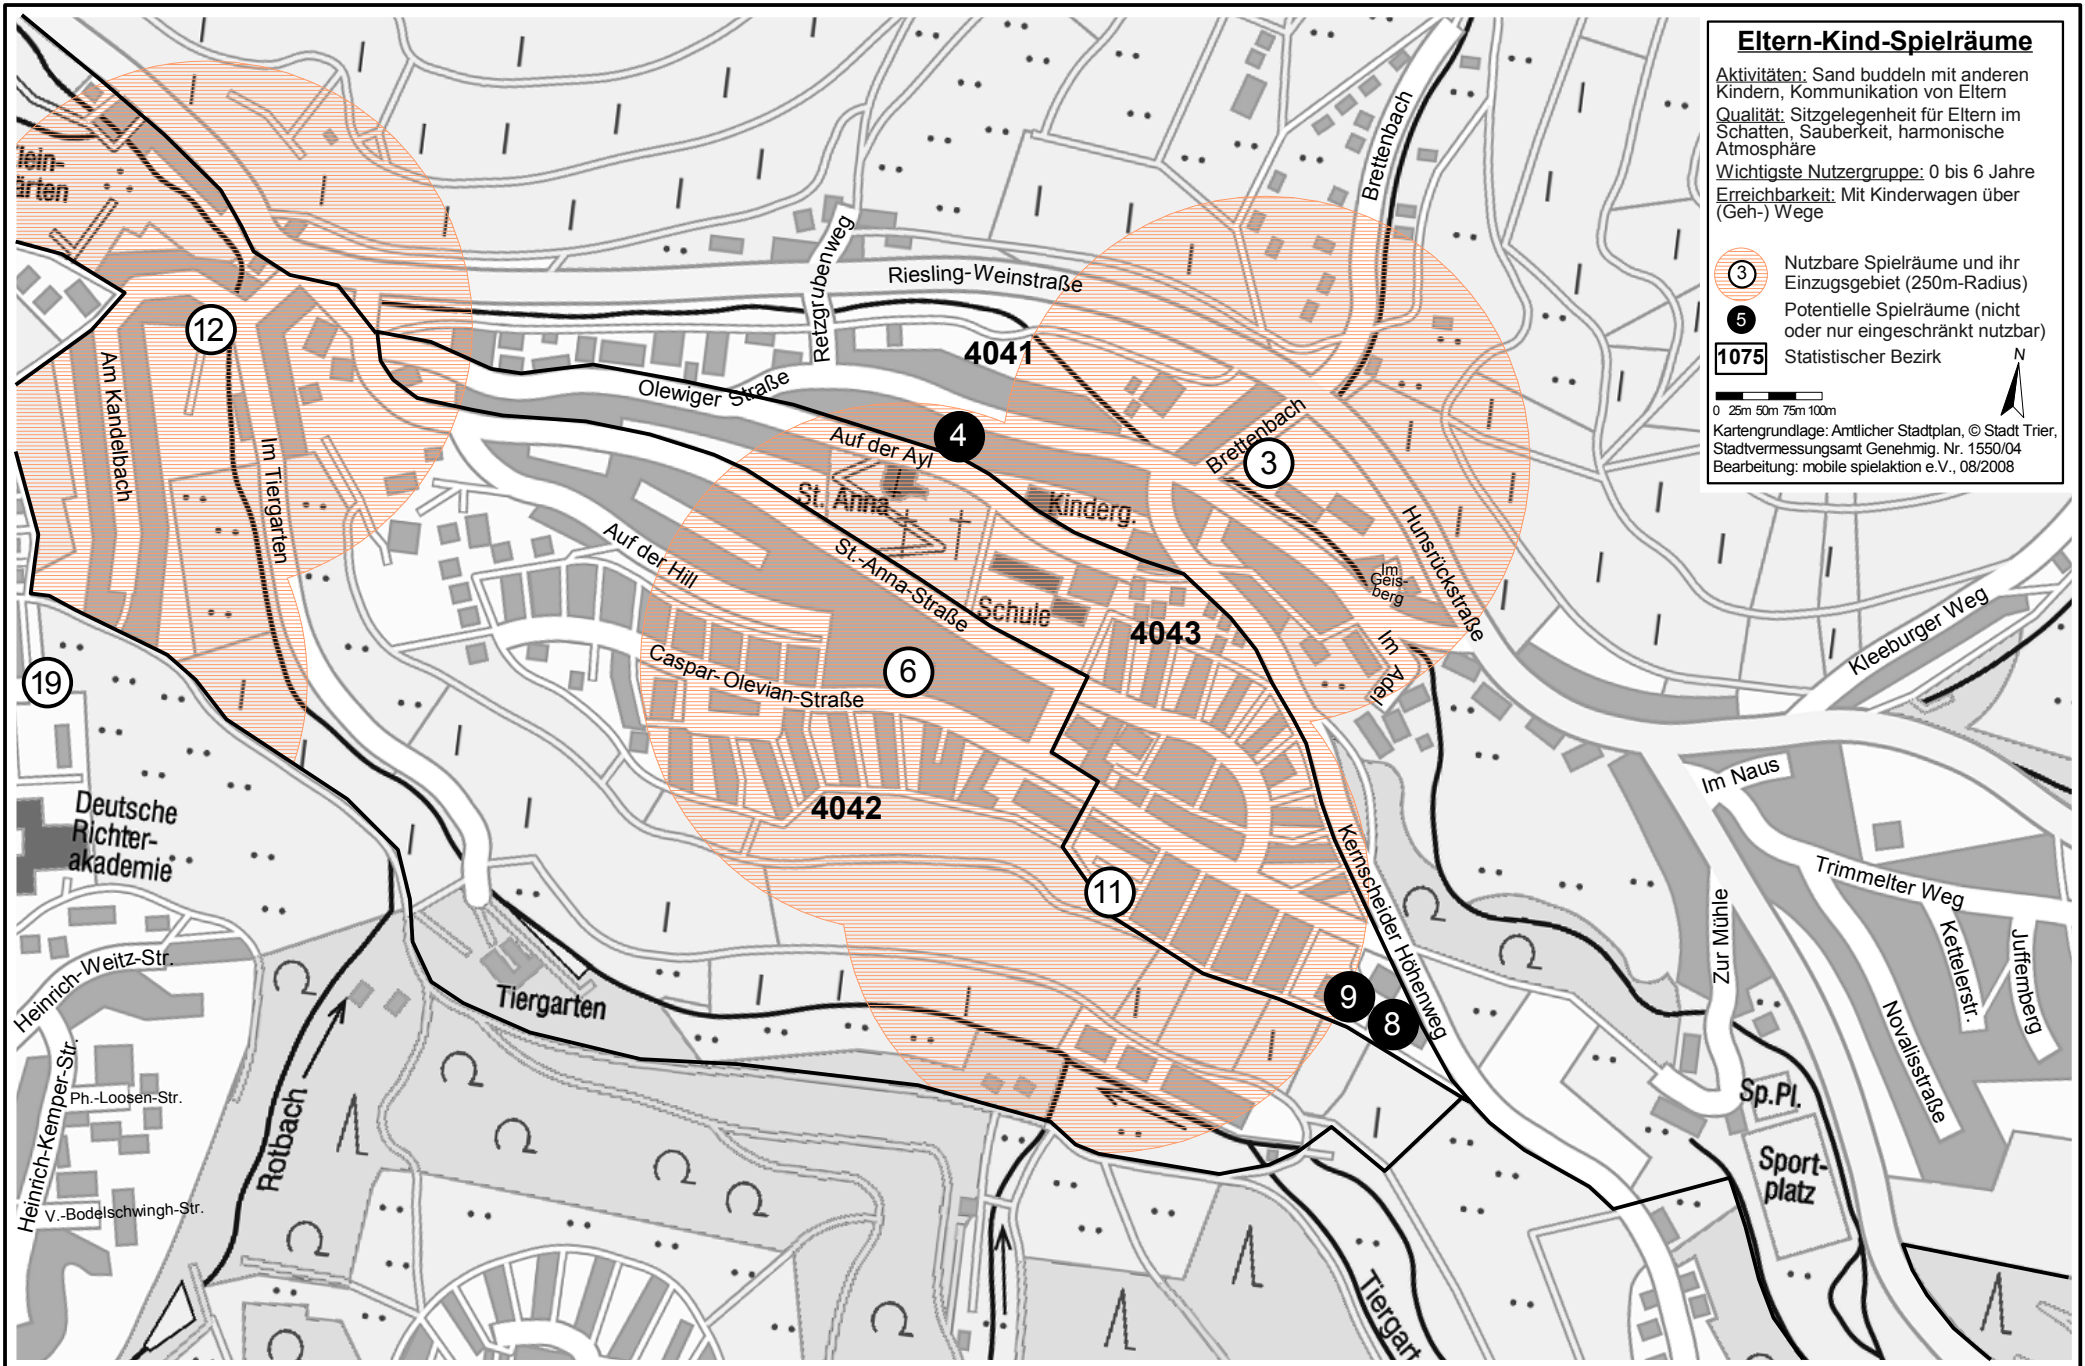 Eltern-Kind-Spielräume
Aktivitäten: Sand buddeln mit anderen
Kindern, Kommunikation von Eltern
Qualität: Sitzgelegenheit für Eltern im
Schatten, Sauberkeit, harmonische
Atmosphäre
Wichtigste Nutzergruppe: 0 bis 6 Jahre
Erreichbarkeit: Mit Kinderwagen über
(Geh-) Wege
3
Nutzbare Spielräume und ihr
Einzugsgebiet (250m-Radius)
5
Potentielle Spielräume (nicht
oder nur eingeschränkt nutzbar)
1075
Statistischer Bezirk
N
0 25m 50m 75m 100m
Kartengrundlage: Amtlicher Stadtplan, © Stadt Trier,
Stadtvermessungsamt Genehmig. Nr. 1550/04
Bearbeitung: mobile spielaktion e.V., 08/2008
lein-
ärten
12
Am Kandelbach
Im Tiergarten
19
Deutsche
Richter-
akademie
Heinrich-Weitz-Str.
Heinrich-Kemper-Str.
Ph.-Loosen-Str.
V.-Bodelschwingh-Str.
Rotbach
Tiergarten
Riesling-Weinstraße
Retzgrubenweg
Olewiger Straße
4041
Brettenbach
Brettenbach
3
4
Auf der Ayl
St. Anna
Kinderg.
Auf der Hill
St.-Anna-Straße
Schule
4043
Caspar-Olevian-Straße
6
4042
Im
Geis-
berg
Hunsrückstraße
Im Adel
Kernscheider Höhenweg
11
9
8
Kleeburger Weg
Im Naus
Trimmelter Weg
Zur Mühle
Kettelerstr.
Juffernberg
Novalisstraße
Sp.Pl.
Sport-
platz
Tiergart